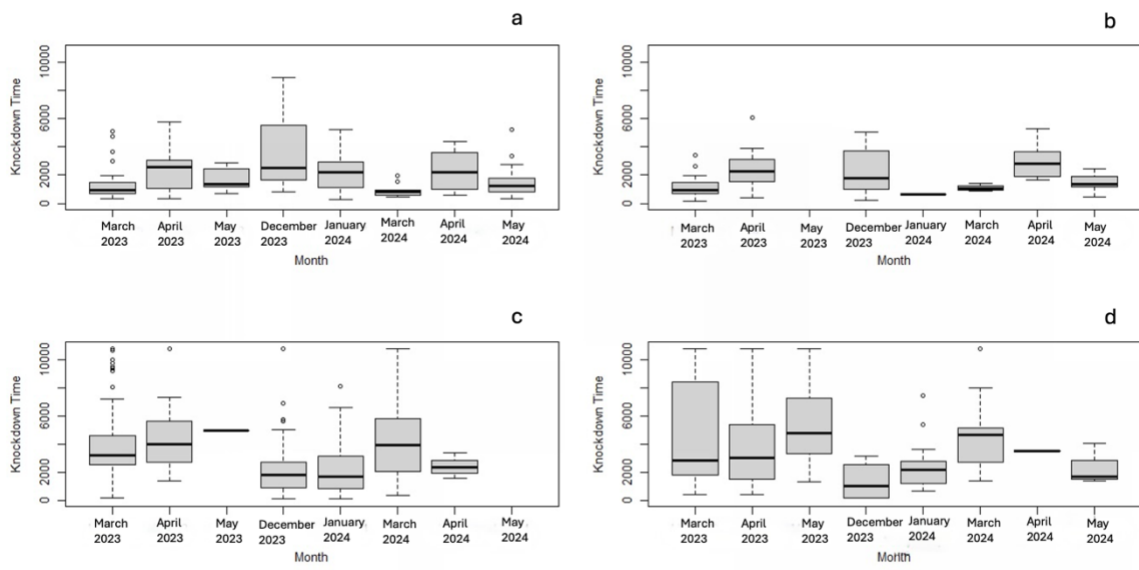 a
b
Knockdown Time
10000
6000
2000
0
March 2023
April 2023
May 2023
December 2023
January 2024
March 2024
April 2024
May 2024
Month
Knockdown Time
10000
6000
2000
0
March 2023
April 2023
May 2023
December 2023
January 2024
March 2024
April 2024
May 2024
Month
c
d
Knockdown Time
10000
6000
2000
0
March 2023
April 2023
May 2023
December 2023
January 2024
March 2024
April 2024
May 2024
Month
Knockdown Time
10000
6000
2000
0
March 2023
April 2023
May 2023
December 2023
January 2024
March 2024
April 2024
May 2024
Month